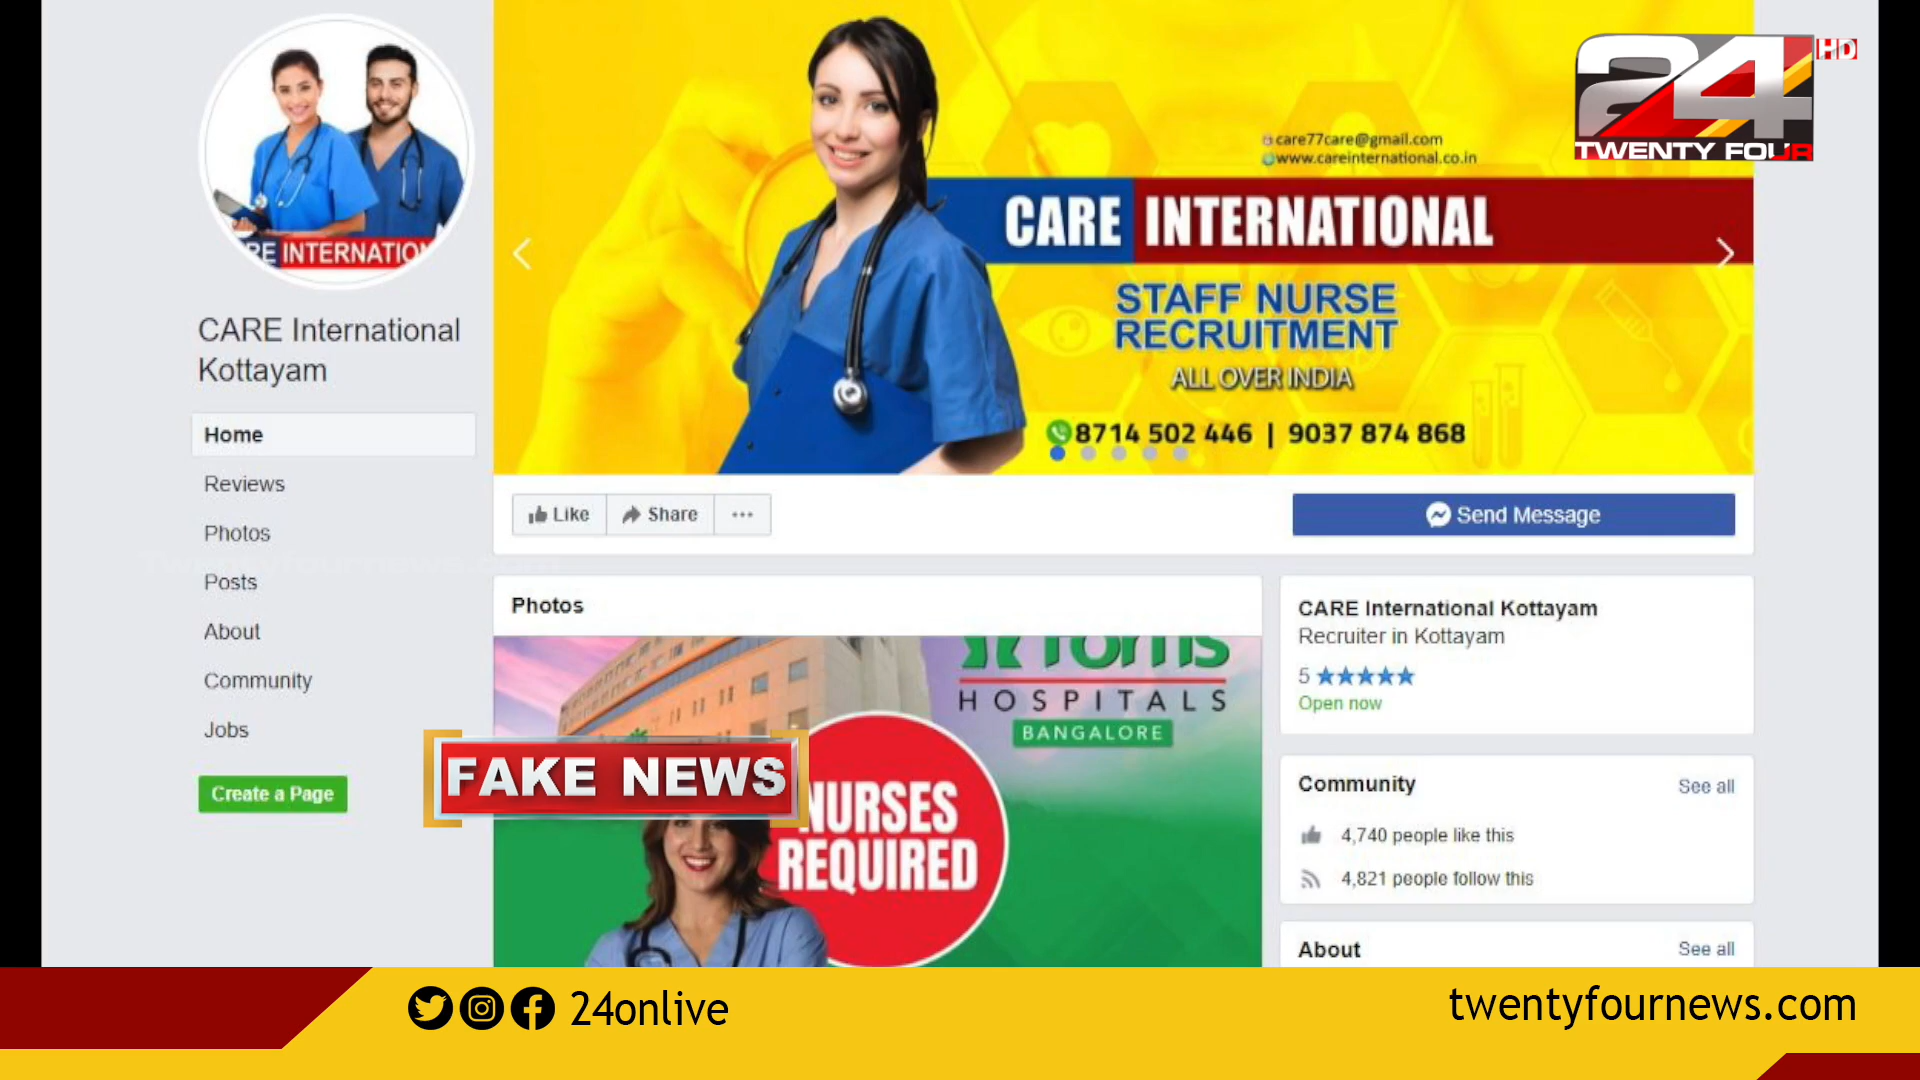 RE INTERNATIO
CARE International
Kottayam
Home
Reviews
Photos
Posts
About
Community
Jobs
Create a Page
care77care@gmail.com
www.careinternational.co.in
CARE INTERNATIONAL
STAFF NURSE
RECRUITMENT
ALL OVER INDIA
8714 502 446 | 9037 874 868
24 HD
TWENTY FOUR
Like Share
Send Message
Photos
HOSPITALS
BANGALORE
NURSES
REQUIRED
FAKE NEWS
CARE International Kottayam
Recruiter in Kottayam
5 ★★★★★
Open now
Community See all
4,740 people like this
4,821 people follow this
About See all
24onlive
twentyfournews.com